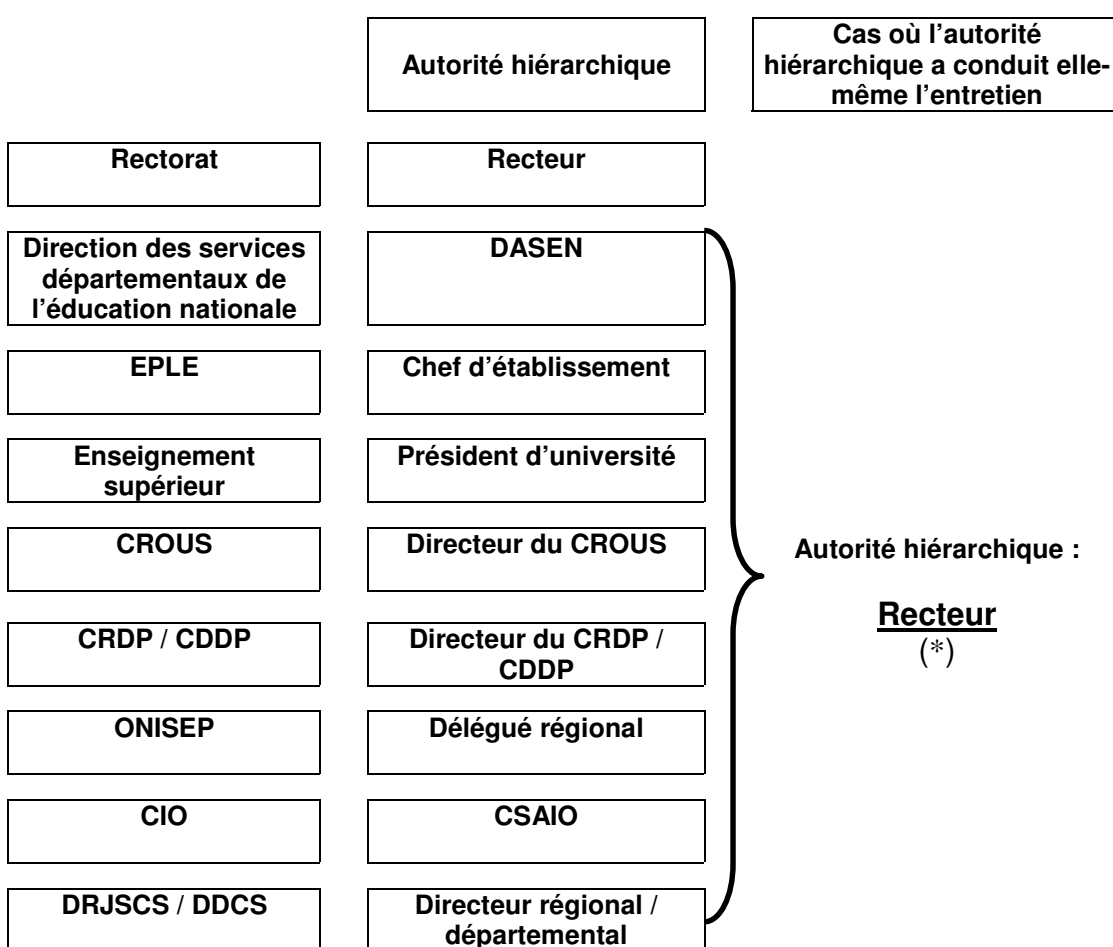 Autorité hiérarchique
Cas où l'autorité
hiérarchique a conduit elle-
même l'entretien
Rectorat
Recteur
Direction des services
départementaux de
l’éducation nationale
DASEN
EPLE
Chef d’établissement
Enseignement
supérieur
Président d’université
CROUS
Directeur du CROUS
Autorité hiérarchique :
Recteur
(*)
CRDP / CDDP
Directeur du CRDP /
CDDP
ONISEP
Délégué régional
CIO
CSAIO
DRJSCS / DDCS
Directeur régional /
départemental